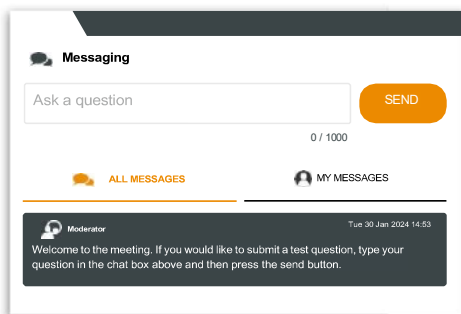 Messaging
Ask a question
SEND
0 / 1000
ALL MESSAGES
MY MESSAGES
Moderator
Tue 30 Jan 2024 14:53
Welcome to the meeting. If you would like to submit a test question, type your
question in the chat box above and then press the send button.